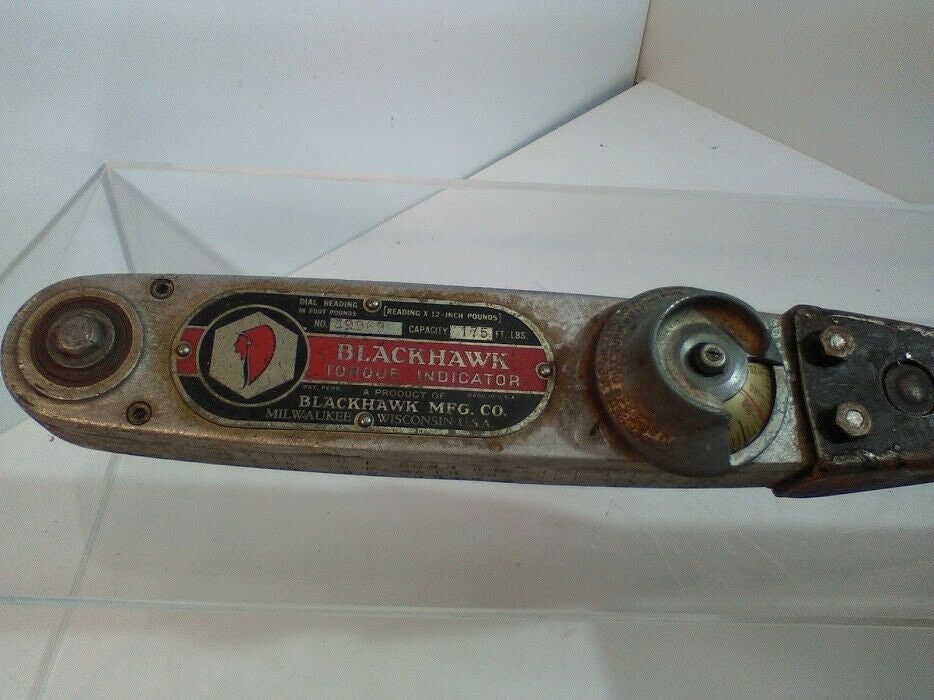 DIAL READING
IN FOOT POUNDS
[READING X 12-INCH POUNDS]
NO. 49969 CAPACITY 175 FT. LBS.
BLACKHAWK
TORQUE INDICATOR
PAT. PEND. MADE IN U.S.A.
A PRODUCT OF
BLACKHAWK MFG. CO.
MILWAUKEE WISCONSIN U.S.A.